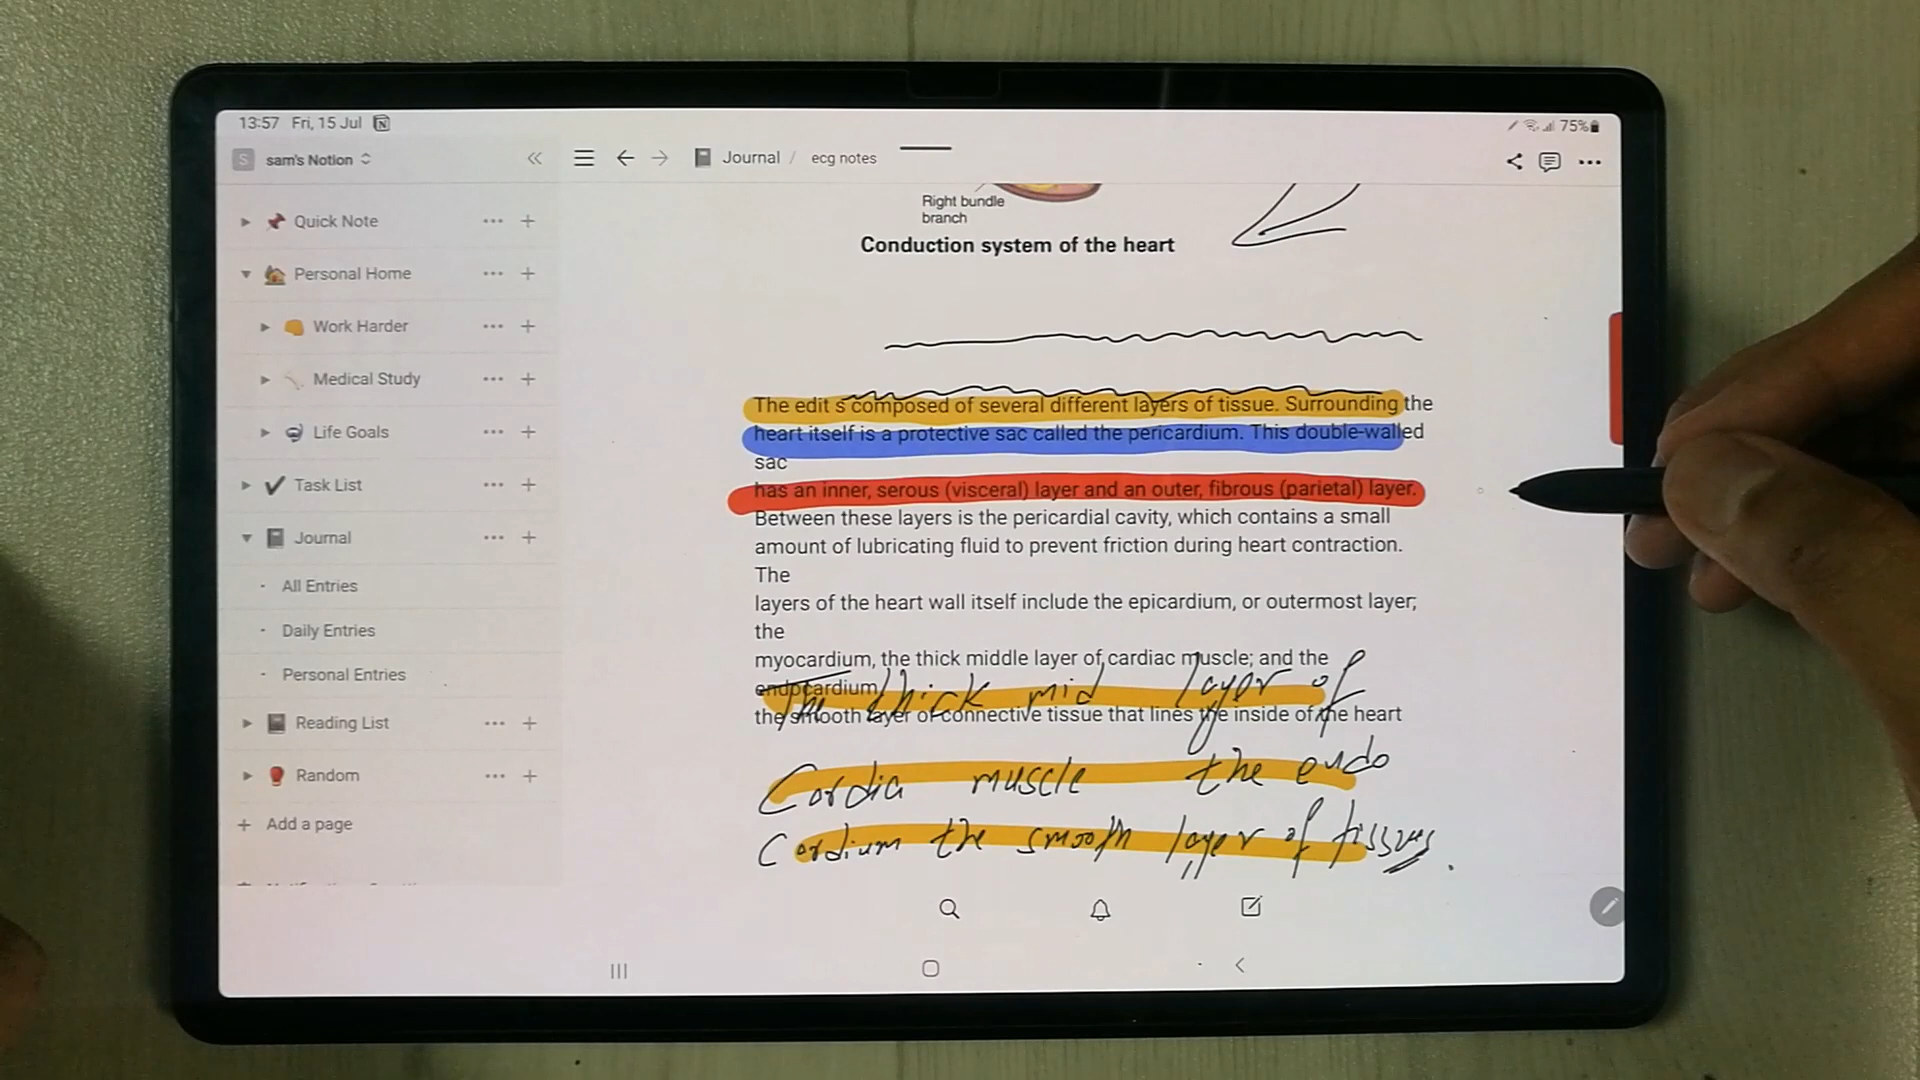 13:57 Fri, 15 Jul
75%
S sam's Notion
Journal / ecg notes
Quick Note
Personal Home
Work Harder
Medical Study
Life Goals
Task List
Journal
All Entries
Daily Entries
Personal Entries
Reading List
Random
+ Add a page
Right bundle
branch
Conduction system of the heart
The edit s composed of several different layers of tissue. Surrounding the
heart itself is a protective sac called the pericardium. This double-walled
sac
has an inner, serous (visceral) layer and an outer, fibrous (parietal) layer.
Between these layers is the pericardial cavity, which contains a small
amount of lubricating fluid to prevent friction during heart contraction.
The
layers of the heart wall itself include the epicardium, or outermost layer;
the
myocardium, the thick middle layer of cardiac muscle; and the
endocardium,
the smooth layer of connective tissue that lines the inside of the heart
The thick mid layer of
Cordia muscle the endo
Cordium the smooth layer of tissues.